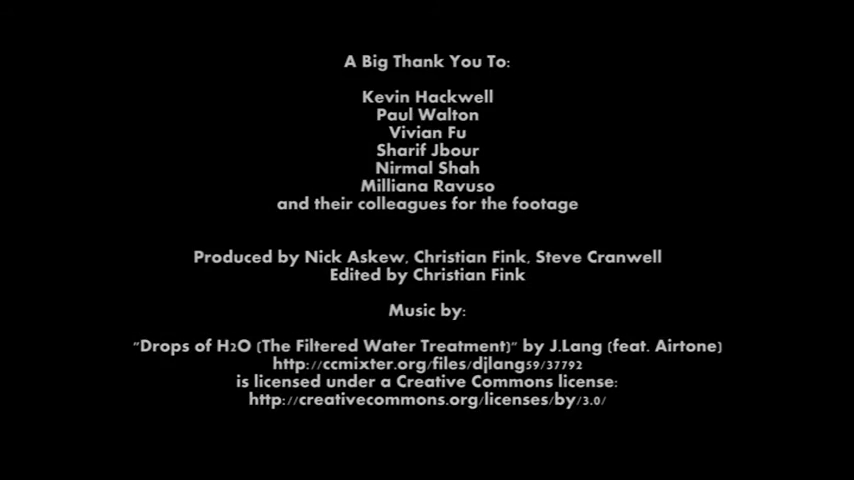 A Big Thank You To:
Kevin Hackwell
Paul Walton
Vivian Fu
Sharif Jbour
Nirmal Shah
Milliana Ravuso
and their colleagues for the footage
Produced by Nick Askew, Christian Fink, Steve Cranwell
Edited by Christian Fink
Music by:
"Drops of H2O (The Filtered Water Treatment)" by J.Lang (feat. Airtone)
http://ccmixter.org/files/djlang59/37792
is licensed under a Creative Commons license:
http://creativecommons.org/licenses/by/3.0/